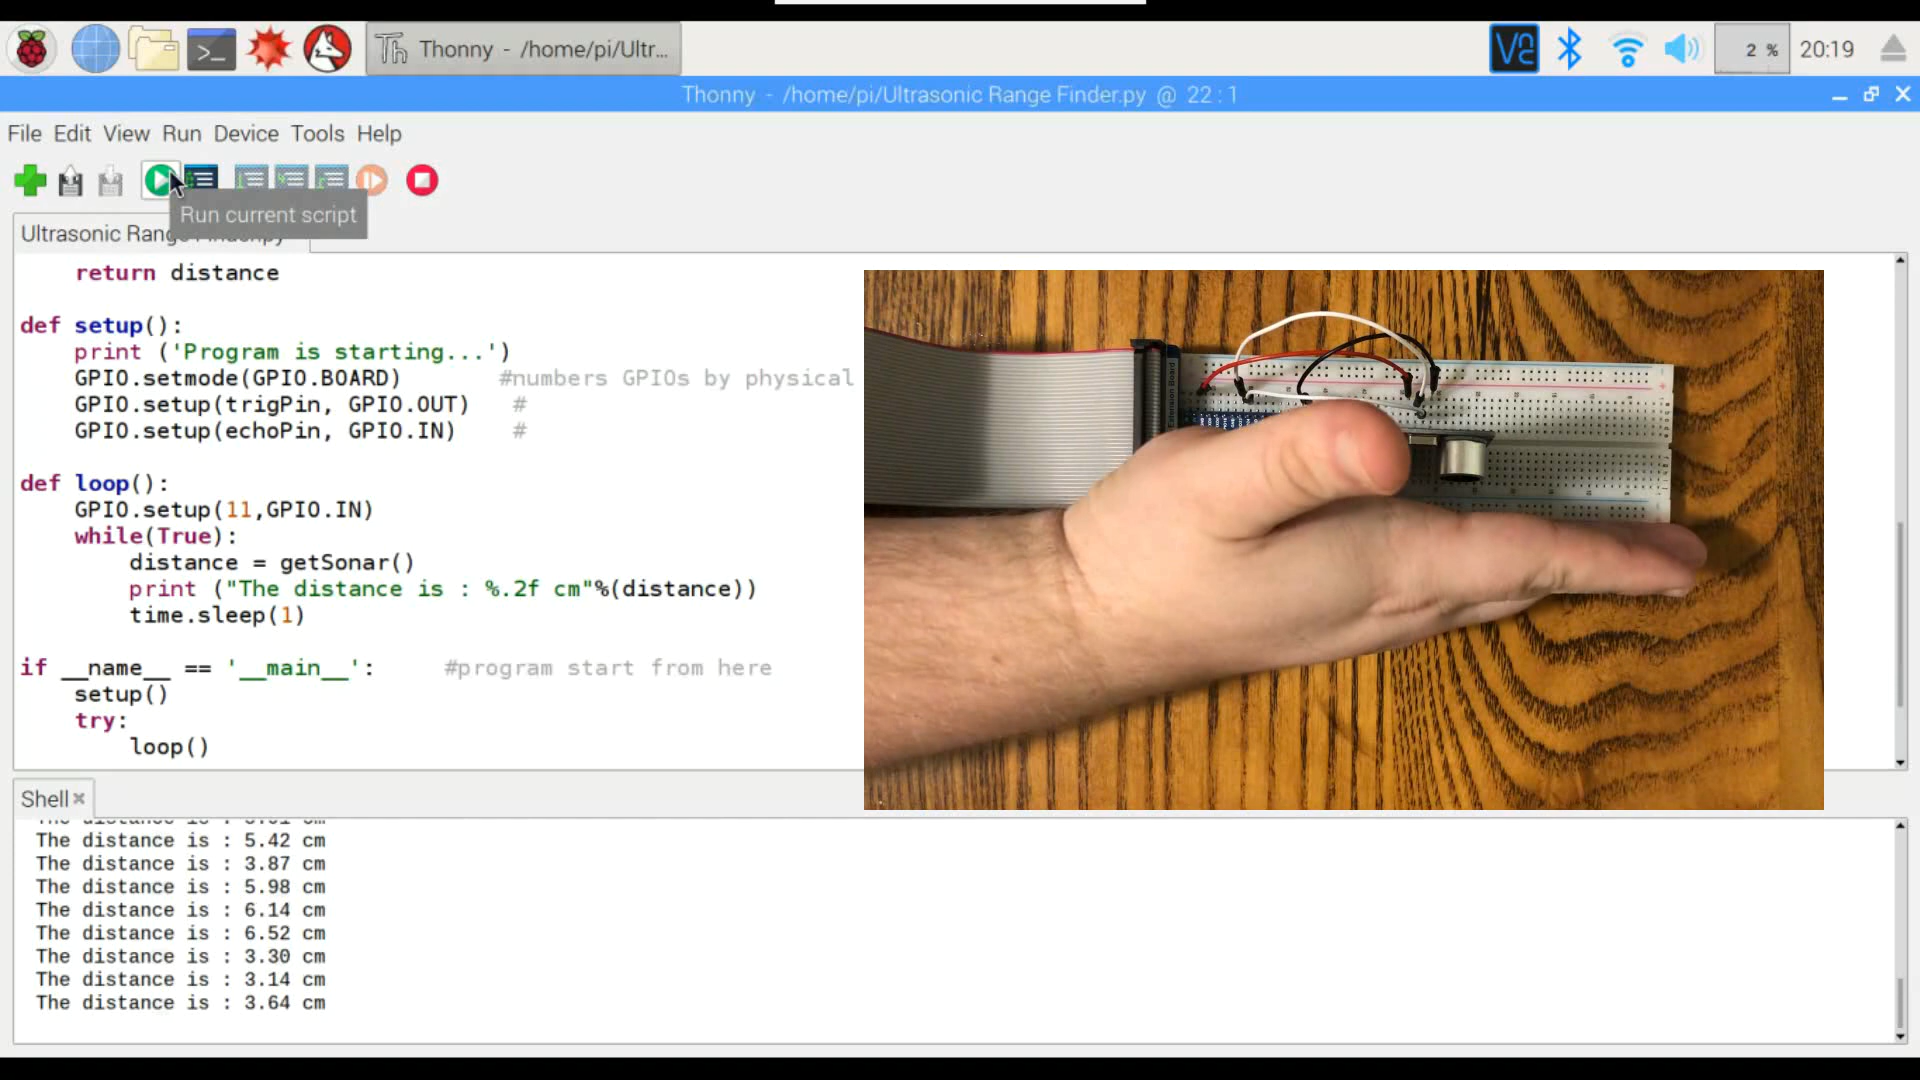 Thonny - /home/pi/Ultr...
2 %
20:19
Thonny - /home/pi/Ultrasonic Range Finder.py @ 22 : 1
File Edit View Run Device Tools Help
Run current script
Ultrasonic Range
return distance
def setup():
print ('Program is starting...')
GPIO.setmode(GPIO.BOARD) #numbers GPIOs by physical
GPIO.setup(trigPin, GPIO.OUT) #
GPIO.setup(echoPin, GPIO.IN) #
def loop():
GPIO.setup(11,GPIO.IN)
while(True):
distance = getSonar()
print ("The distance is : %.2f cm"%(distance))
time.sleep(1)
if __name__ == '__main__': #program start from here
setup()
try:
loop()
Shell
The distance is : 5.42 cm
The distance is : 3.87 cm
The distance is : 5.98 cm
The distance is : 6.14 cm
The distance is : 6.52 cm
The distance is : 3.30 cm
The distance is : 3.14 cm
The distance is : 3.64 cm